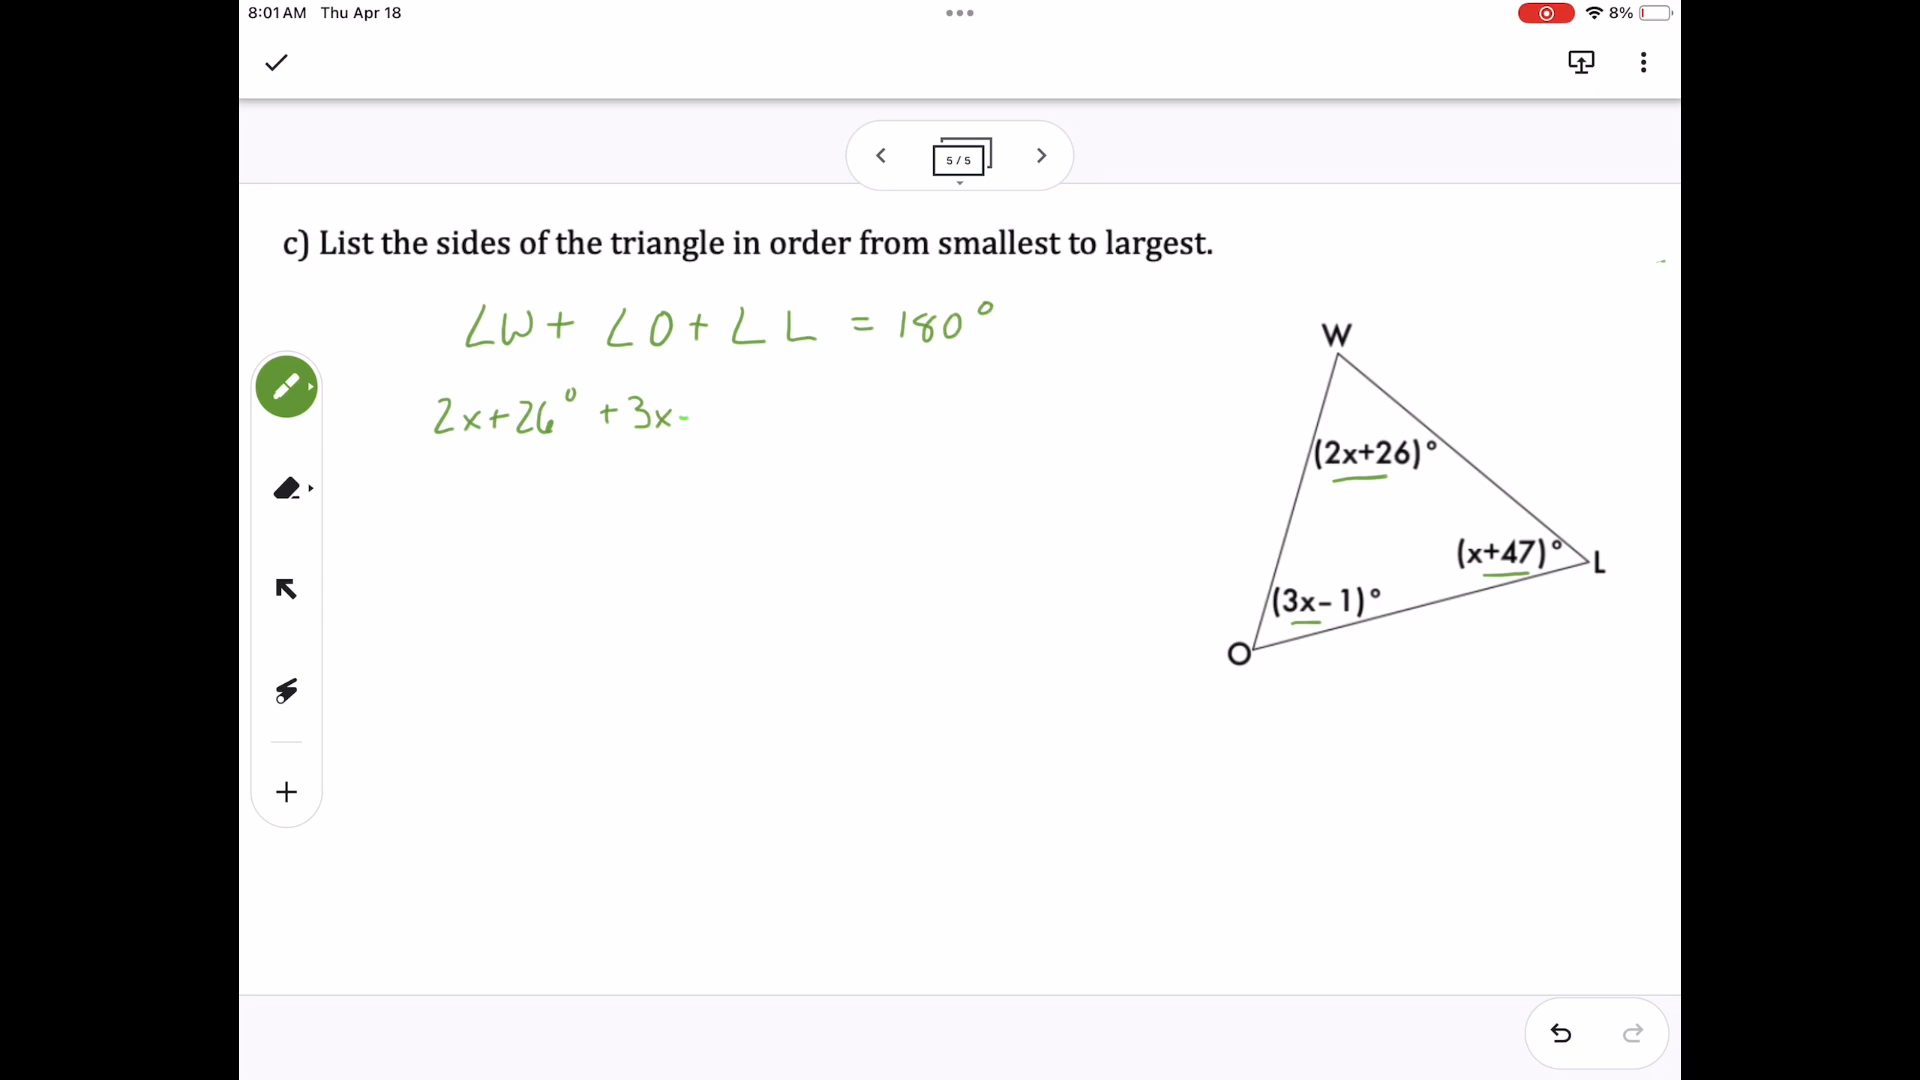 8:01 AM Thu Apr 18
8%
5 / 5
c) List the sides of the triangle in order from smallest to largest.
∠W + ∠O + ∠L = 180°
2x+26° +3x-
W
(2x+26)°
(x+47)° L
(3x-1)°
O